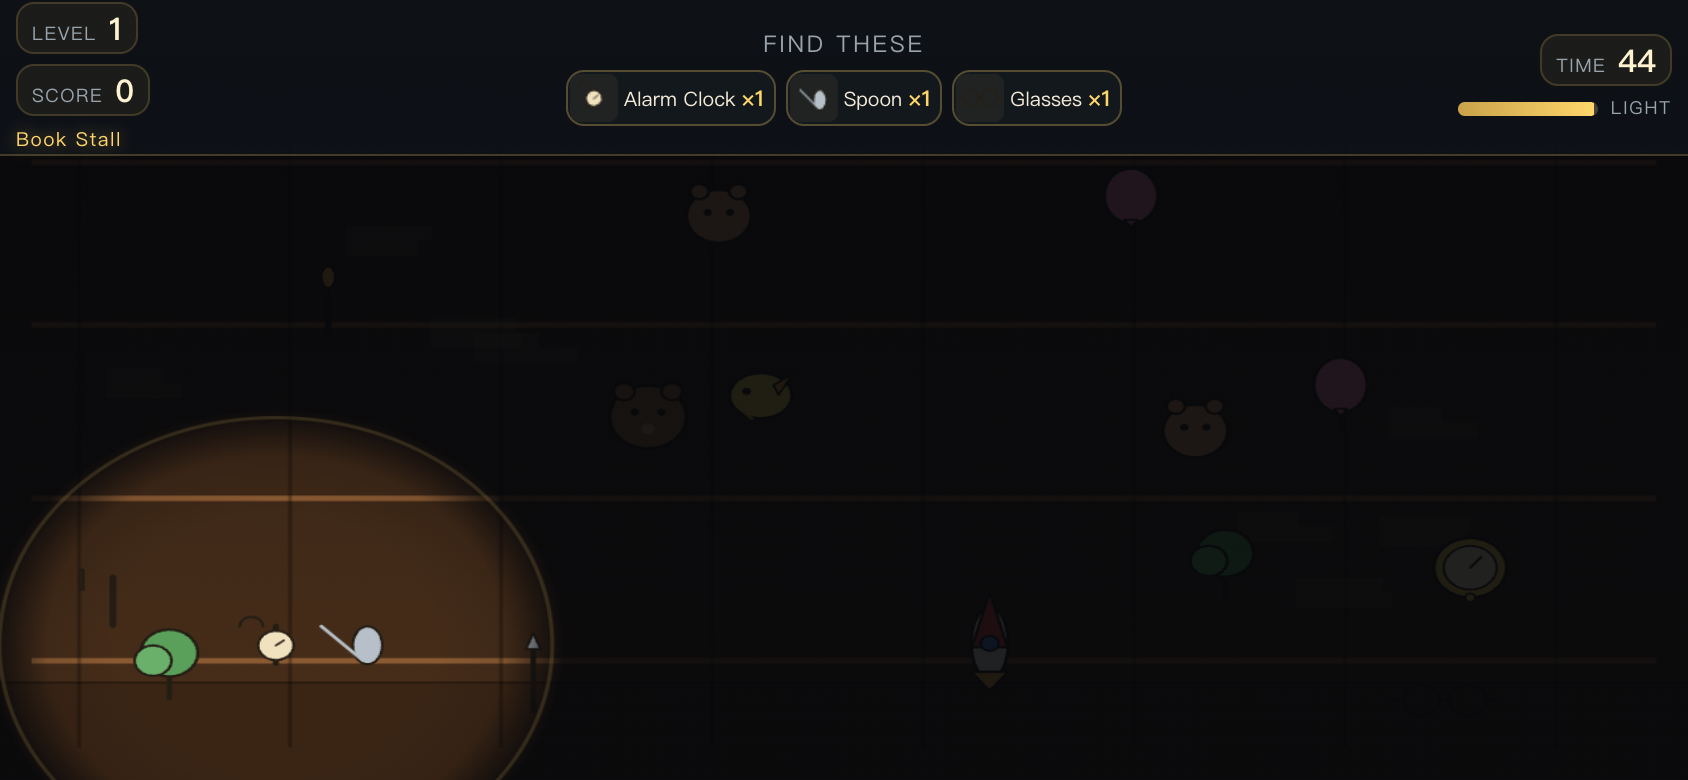 LEVEL 1
SCORE 0
Book Stall
FIND THESE
Alarm Clock ×1
Spoon ×1
Glasses ×1
TIME 44
LIGHT